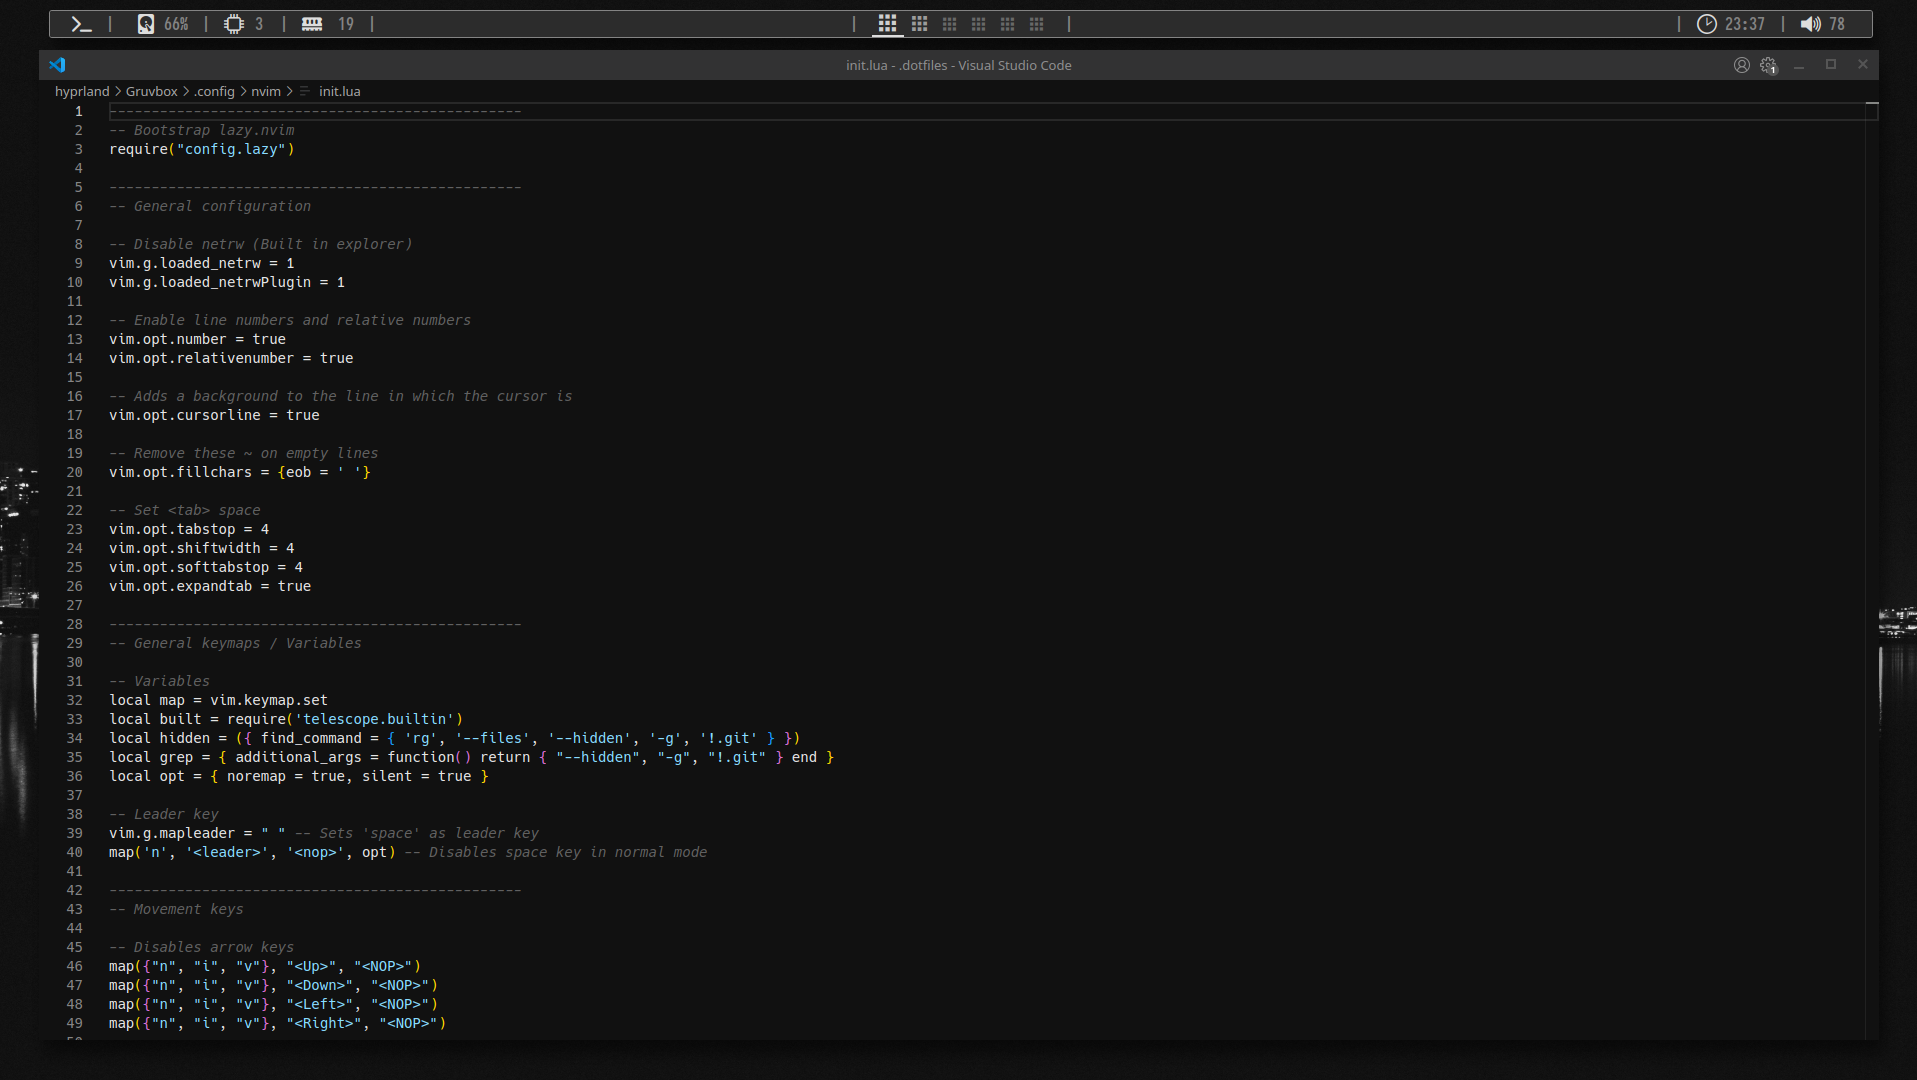 | 66% | 3 | 19 | | | | 23:37 | 78
init.lua - .dotfiles - Visual Studio Code
1
hyprland > Gruvbox > .config > nvim > init.lua
1 -------------------------------------------------
2 -- Bootstrap lazy.nvim
3 require("config.lazy")
4
5 -------------------------------------------------
6 -- General configuration
7
8 -- Disable netrw (Built in explorer)
9 vim.g.loaded_netrw = 1
10 vim.g.loaded_netrwPlugin = 1
11
12 -- Enable line numbers and relative numbers
13 vim.opt.number = true
14 vim.opt.relativenumber = true
15
16 -- Adds a background to the line in which the cursor is
17 vim.opt.cursorline = true
18
19 -- Remove these ~ on empty lines
20 vim.opt.fillchars = {eob = ' '}
21
22 -- Set <tab> space
23 vim.opt.tabstop = 4
24 vim.opt.shiftwidth = 4
25 vim.opt.softtabstop = 4
26 vim.opt.expandtab = true
27
28 -------------------------------------------------
29 -- General keymaps / Variables
30
31 -- Variables
32 local map = vim.keymap.set
33 local built = require('telescope.builtin')
34 local hidden = ({ find_command = { 'rg', '--files', '--hidden', '-g', '!.git' } })
35 local grep = { additional_args = function() return { "--hidden", "-g", "!.git" } end }
36 local opt = { noremap = true, silent = true }
37
38 -- Leader key
39 vim.g.mapleader = " " -- Sets 'space' as leader key
40 map('n', '<leader>', '<nop>', opt) -- Disables space key in normal mode
41
42 -------------------------------------------------
43 -- Movement keys
44
45 -- Disables arrow keys
46 map({"n", "i", "v"}, "<Up>", "<NOP>")
47 map({"n", "i", "v"}, "<Down>", "<NOP>")
48 map({"n", "i", "v"}, "<Left>", "<NOP>")
49 map({"n", "i", "v"}, "<Right>", "<NOP>")
50